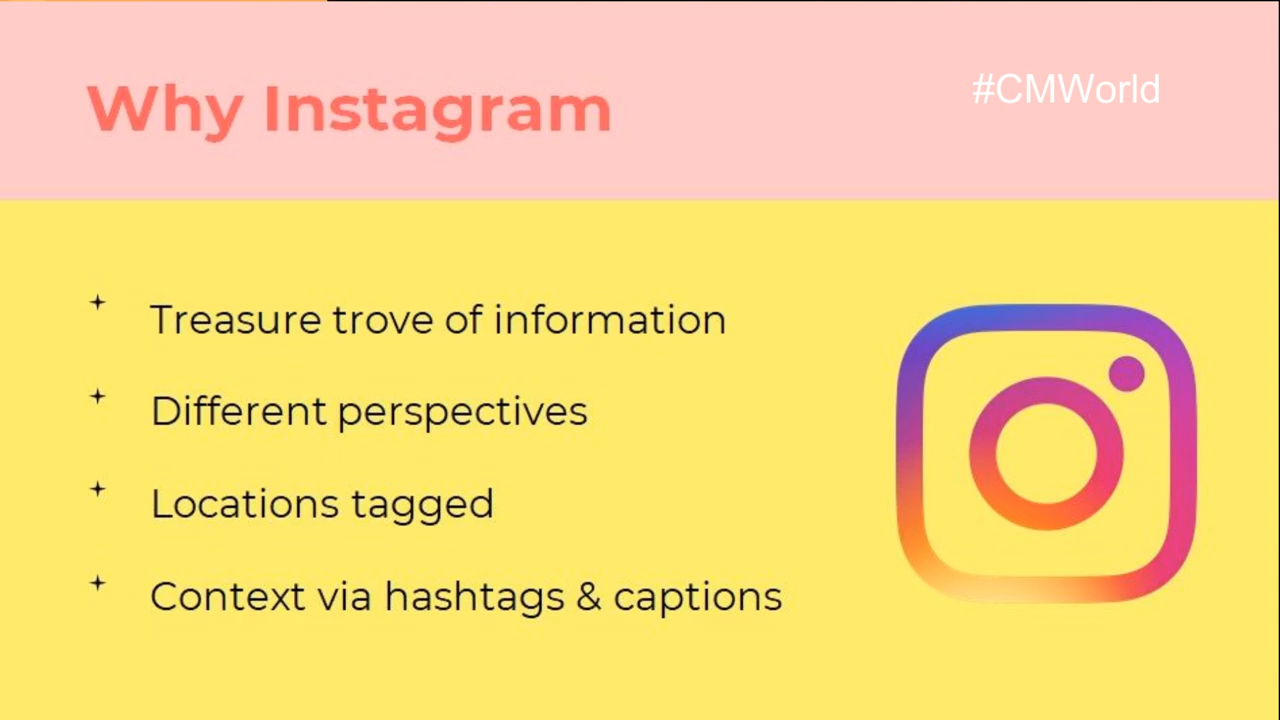 Why Instagram
#CMWorld
Treasure trove of information
Different perspectives
Locations tagged
Context via hashtags & captions